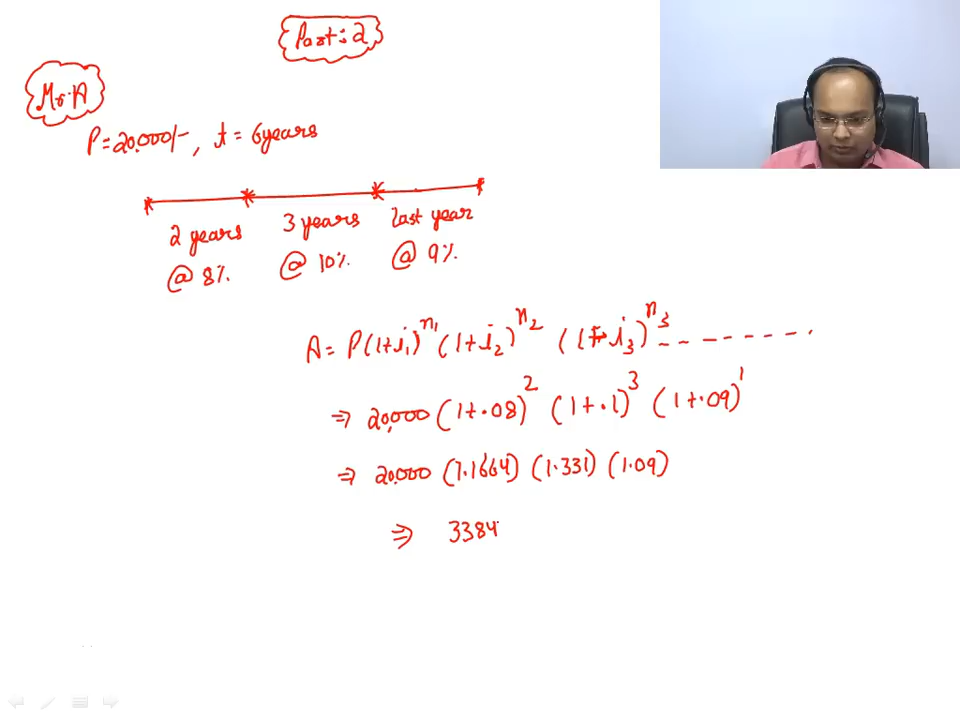 Part:2
Mr.A
P=20,000/-, t = 6years
2 years 3 years last year
@ 8% @ 10% @ 9%
A= P(1+i₁)^n₁ (1+i₂)^n₂ (1+i₃)^n₃ --------
⇒ 20,000 (1+.08)² (1+.1)³ (1+.09)¹
⇒ 20,000 (1.1664) (1.331) (1.09)
⇒ 3384